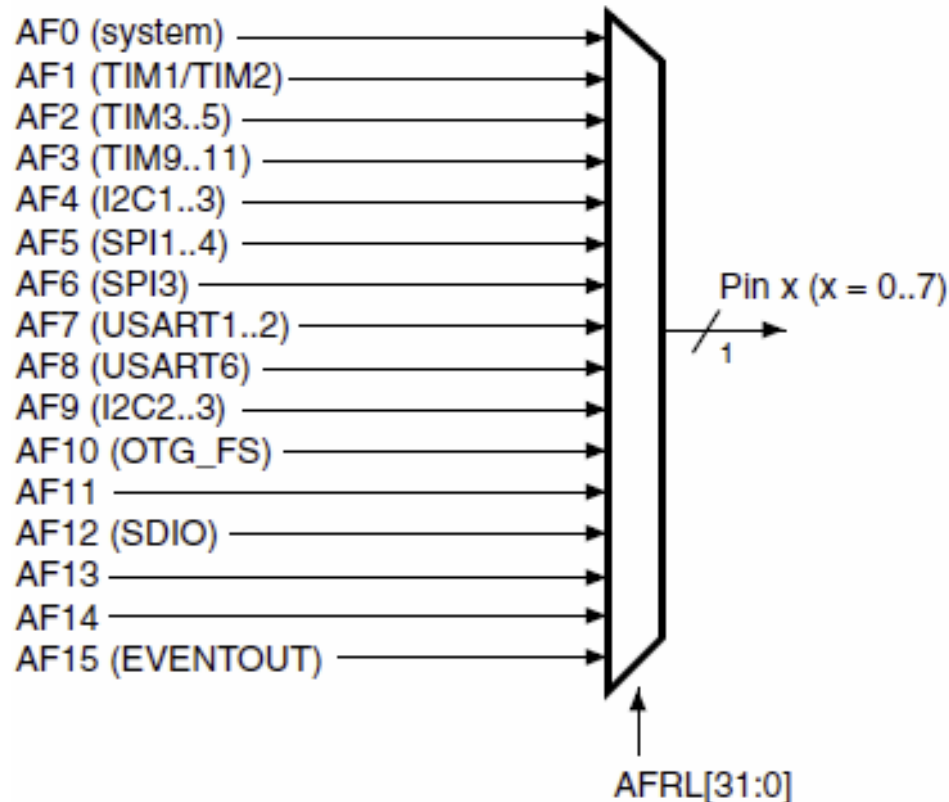 AF0 (system)
AF1 (TIM1/TIM2)
AF2 (TIM3..5)
AF3 (TIM9..11)
AF4 (I2C1..3)
AF5 (SPI1..4)
AF6 (SPI3)
AF7 (USART1..2)
AF8 (USART6)
AF9 (I2C2..3)
AF10 (OTG_FS)
AF11
AF12 (SDIO)
AF13
AF14
AF15 (EVENTOUT)
Pin x (x = 0..7)
1
AFRL[31:0]